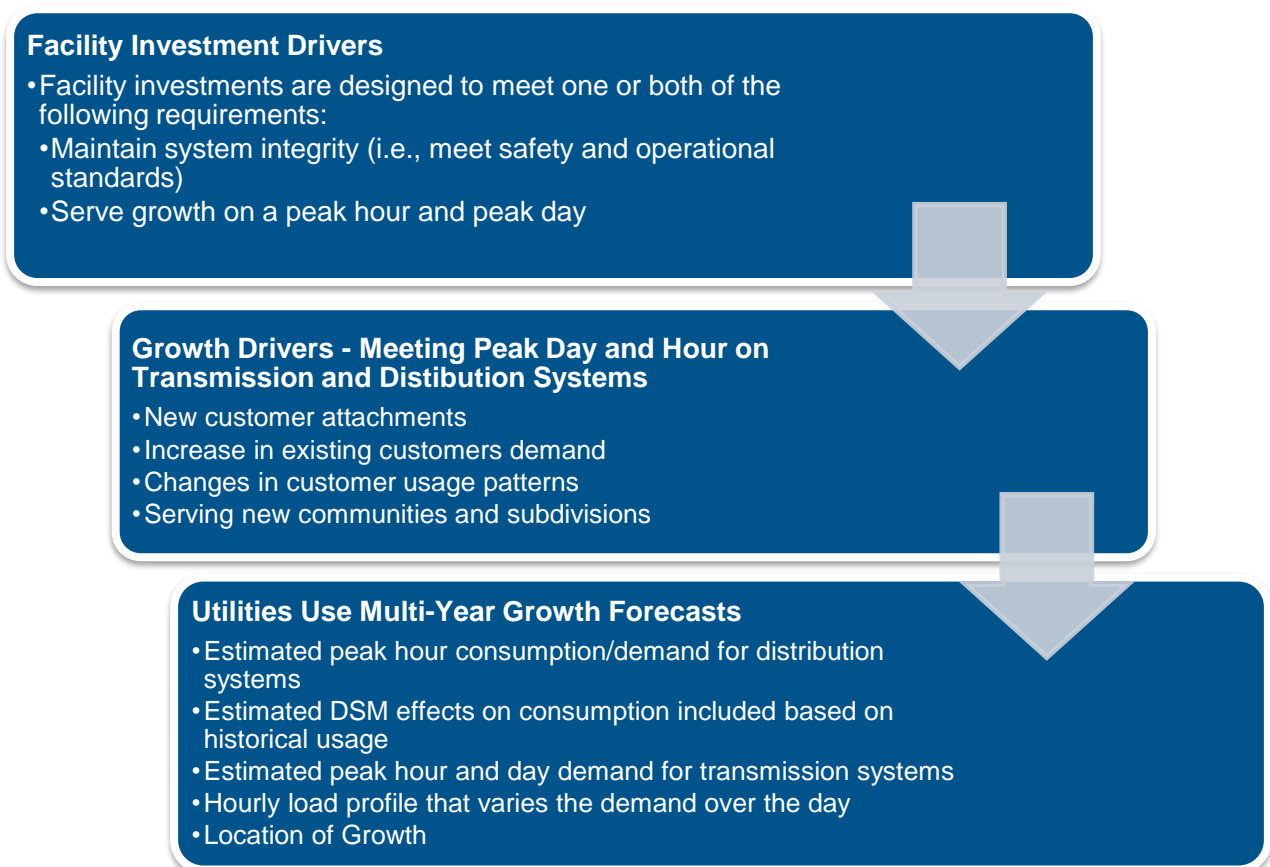 Facility Investment Drivers
•Facility investments are designed to meet one or both of the
following requirements:
•Maintain system integrity (i.e., meet safety and operational
standards)
•Serve growth on a peak hour and peak day
Growth Drivers - Meeting Peak Day and Hour on
Transmission and Distibution Systems
•New customer attachments
•Increase in existing customers demand
•Changes in customer usage patterns
•Serving new communities and subdivisions
Utilities Use Multi-Year Growth Forecasts
•Estimated peak hour consumption/demand for distribution
systems
•Estimated DSM effects on consumption included based on
historical usage
•Estimated peak hour and day demand for transmission systems
•Hourly load profile that varies the demand over the day
•Location of Growth